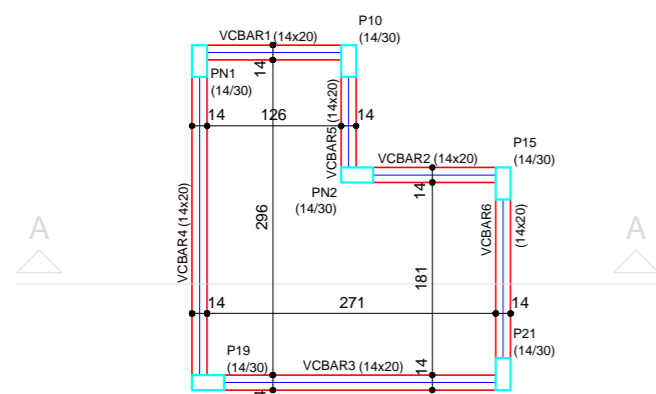 P10
(14/30)
VCBAR1 (14x20)
14
PN1
(14/30)
14
126
14
VCBAR5 (14x20)
P15
(14/30)
VCBAR2 (14x20)
PN2
(14/30)
14
VCBAR4 (14x20)
296
VCBAR6
(14x20)
A
A
181
14
271
14
P21
(14/30)
P19
(14/30)
VCBAR3 (14x20)
14